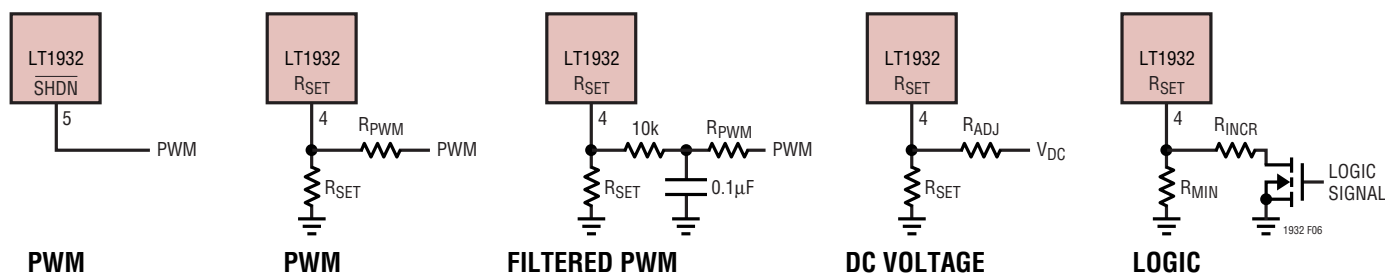 LT1932
SHDN
5
PWM
PWM
LT1932
RSET
4
RPWM
PWM
RSET
PWM
LT1932
RSET
4
10k
RPWM
PWM
RSET
0.1µF
FILTERED PWM
LT1932
RSET
4
RADJ
VDC
RSET
DC VOLTAGE
LT1932
RSET
4
RINCR
RMIN
LOGIC
SIGNAL
1932 F06
LOGIC